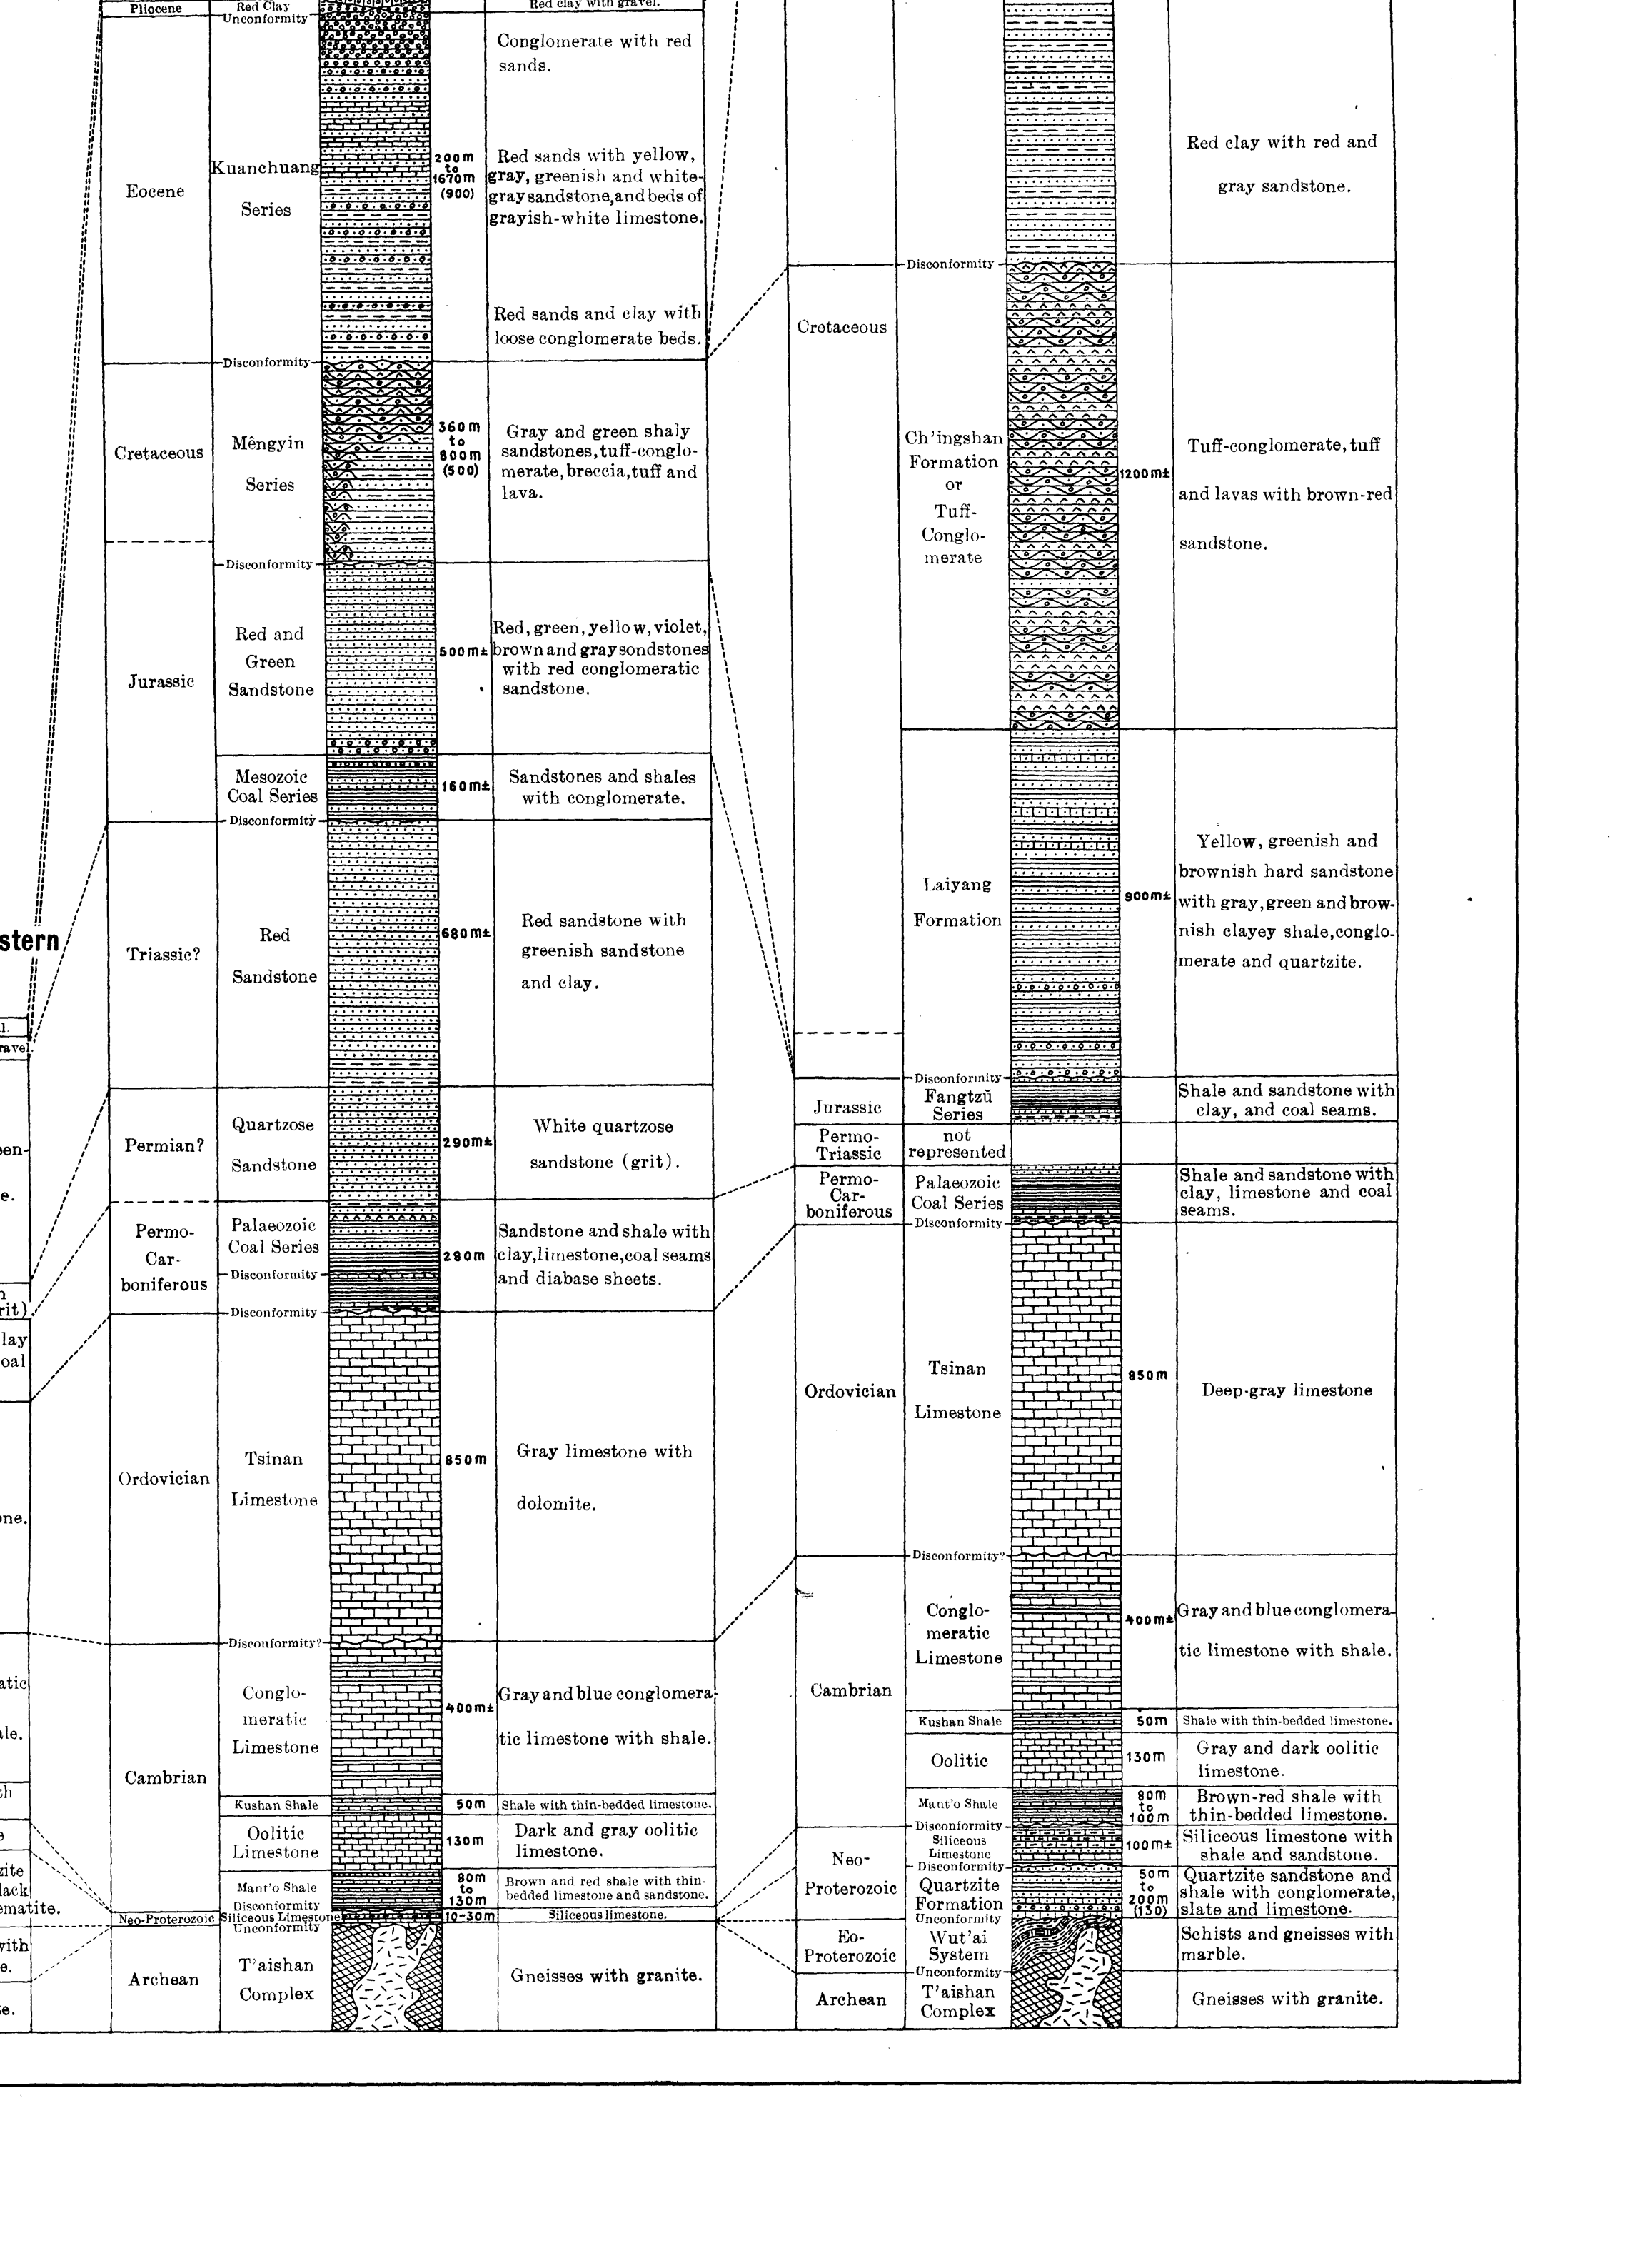 Pliocene
Red Clay
Unconformity
Red clay with gravel.
Eocene
Kuanchuang
Series
200m
to
1670m
(900)
Conglomerate with red
sands.
Red sands with yellow,
gray, greenish and white-
gray sandstone, and beds of
grayish-white limestone.
Red sands and clay with
loose conglomerate beds.
Disconformity
Cretaceous
Mêngyin
Series
360m
to
800m
(500)
Gray and green shaly
sandstones, tuff-conglo-
merate, breccia, tuff and
lava.
Disconformity
Jurassic
Red and
Green
Sandstone
500m±
Red, green, yellow, violet,
brown and gray sondstones
with red conglomeratic
sandstone.
Mesozoic
Coal Series
160m±
Sandstones and shales
with conglomerate.
Disconformity
Triassic?
Red
Sandstone
680m±
Red sandstone with
greenish sandstone
and clay.
Permian?
Quartzose
Sandstone
290m±
White quartzose
sandstone (grit).
Permo-
Car-
boniferous
Palaeozoic
Coal Series
Disconformity
280m
Sandstone and shale with
clay, limestone, coal seams
and diabase sheets.
Disconformity
Ordovician
Tsinan
Limestone
850m
Gray limestone with
dolomite.
Disconformity?
Cambrian
Conglo-
meratic
Limestone
400m±
Gray and blue conglomera-
tic limestone with shale.
Kushan Shale
50m
Shale with thin-bedded limestone.
Oolitic
Limestone
130m
Dark and gray oolitic
limestone.
Mant'o Shale
80m
to
130m
Brown and red shale with thin-
bedded limestone and sandstone.
Disconformity
Neo-Proterozoic
Siliceous Limestone
10-30m
Siliceous limestone.
Unconformity
Archean
T'aishan
Complex
Gneisses with granite.
Red clay with red and
gray sandstone.
Disconformity
Cretaceous
Ch'ingshan
Formation
or
Tuff-
Conglo-
merate
1200m±
Tuff-conglomerate, tuff
and lavas with brown-red
sandstone.
Laiyang
Formation
900m±
Yellow, greenish and
brownish hard sandstone
with gray, green and brow-
nish clayey shale, conglo-
merate and quartzite.
Disconformity
Jurassic
Fangtzŭ
Series
Shale and sandstone with
clay, and coal seams.
Permo-
Triassic
not
represented
Permo-
Car-
boniferous
Palaeozoic
Coal Series
Shale and sandstone with
clay, limestone and coal
seams.
Disconformity
Ordovician
Tsinan
Limestone
850m
Deep-gray limestone
Disconformity?
Cambrian
Conglo-
meratic
Limestone
400m±
Gray and blue conglomera-
tic limestone with shale.
Kushan Shale
50m
Shale with thin-bedded limestone.
Oolitic
130m
Gray and dark oolitic
limestone.
Mant'o Shale
80m
to
100m
Brown-red shale with
thin-bedded limestone.
Disconformity
Neo-
Proterozoic
Siliceous
Limestone
100m±
Siliceous limestone with
shale and sandstone.
Disconformity
Quartzite
Formation
50m
to
200m
(130)
Quartzite sandstone and
shale with conglomerate,
slate and limestone.
Unconformity
Eo-
Proterozoic
Wut'ai
System
Schists and gneisses with
marble.
Unconformity
Archean
T'aishan
Complex
Gneisses with granite.
stern